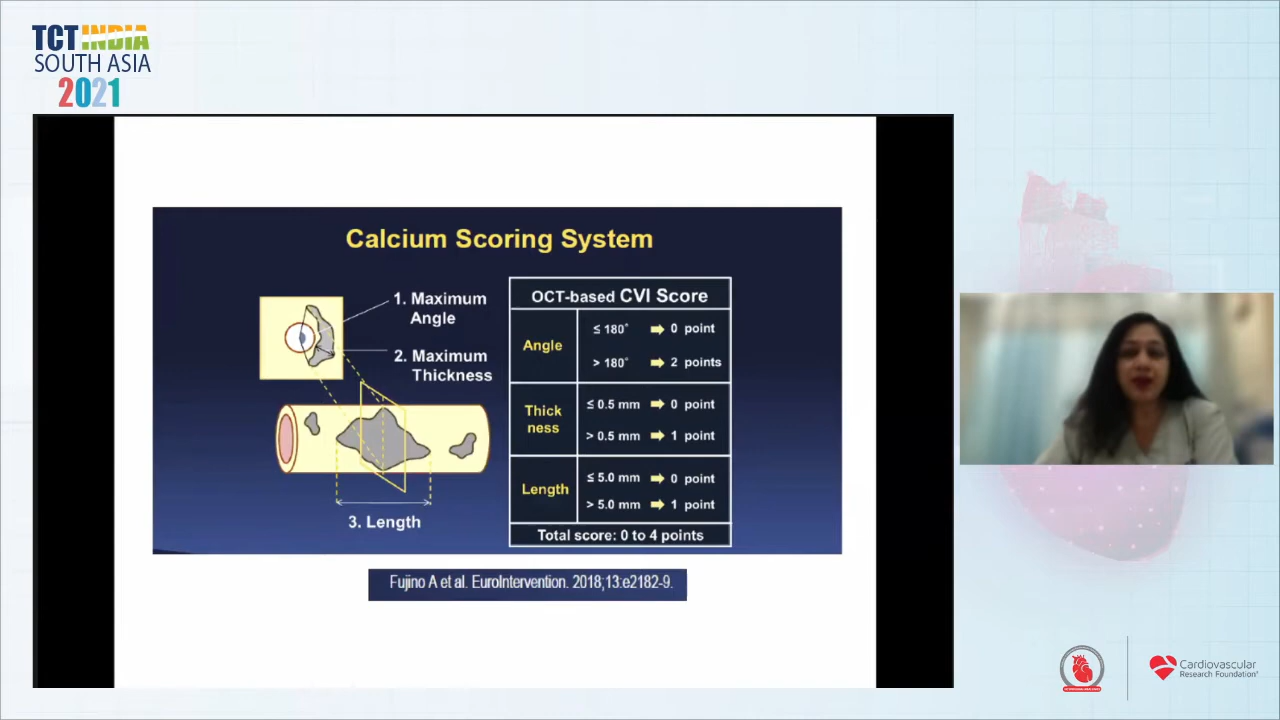 TCT INDIA
SOUTH ASIA
2021
Calcium Scoring System
1. Maximum
Angle
2. Maximum
Thickness
3. Length
OCT-based CVI Score
Angle
≤ 180° 0 point
> 180° 2 points
Thick
ness
≤ 0.5 mm 0 point
> 0.5 mm 1 point
Length
≤ 5.0 mm 0 point
> 5.0 mm 1 point
Total score: 0 to 4 points
Fujino A et al. EuroIntervention. 2018;13:e2182-9.
Cardiovascular
Research Foundation®